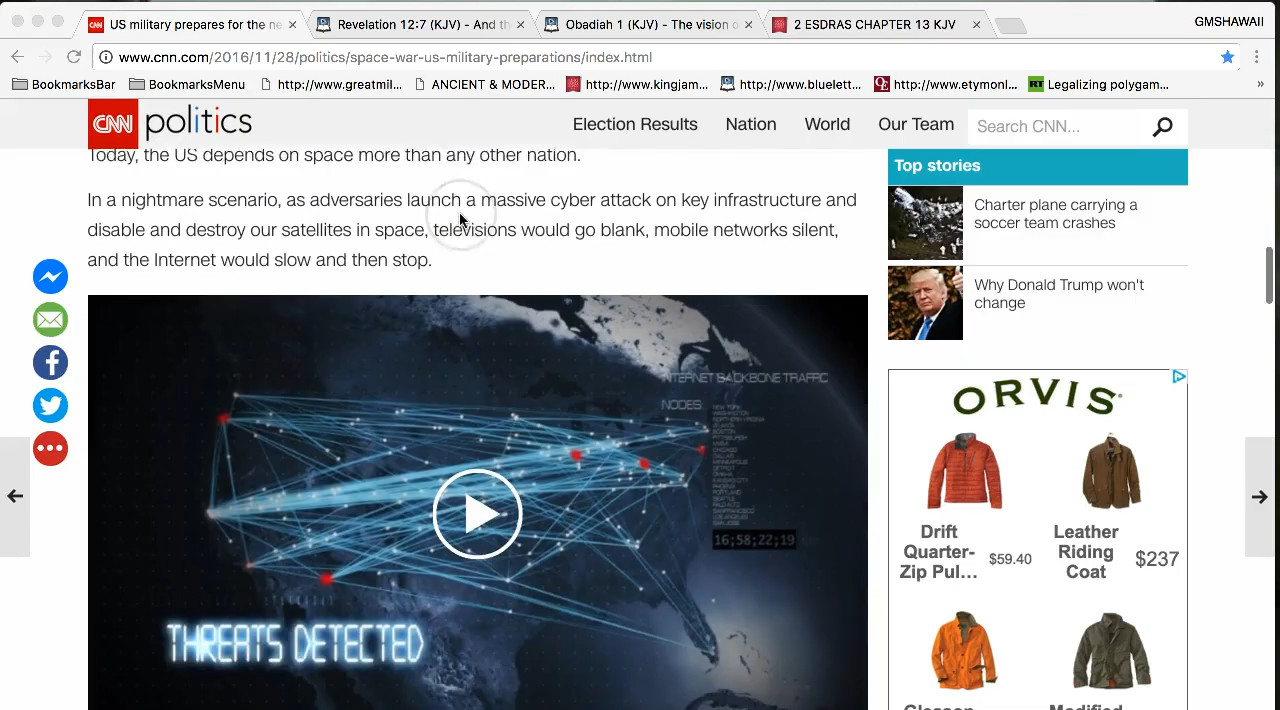 US military prepares for the ne
Revelation 12:7 (KJV) - And th
Obadiah 1 (KJV) - The vision o
2 ESDRAS CHAPTER 13 KJV
GMSHAWAII
www.cnn.com/2016/11/28/politics/space-war-us-military-preparations/index.html
BookmarksBar
BookmarksMenu
http://www.greatmil...
ANCIENT & MODER...
http://www.kingjam...
http://www.bluelett...
http://www.etymonl...
RT
Legalizing polygam...
»
CNN politics
Election Results
Nation
World
Our Team
Search CNN...
Today, the US depends on space more than any other nation.
In a nightmare scenario, as adversaries launch a massive cyber attack on key infrastructure and
disable and destroy our satellites in space, televisions would go blank, mobile networks silent,
and the Internet would slow and then stop.
INTERNET BACKBONE TRAFFIC
NODES:
16;58;22;19
THREATS DETECTED
Top stories
Charter plane carrying a
soccer team crashes
Why Donald Trump won't
change
ORVIS
Drift
Quarter-
Zip Pul...
$59.40
Leather
Riding
Coat
$237